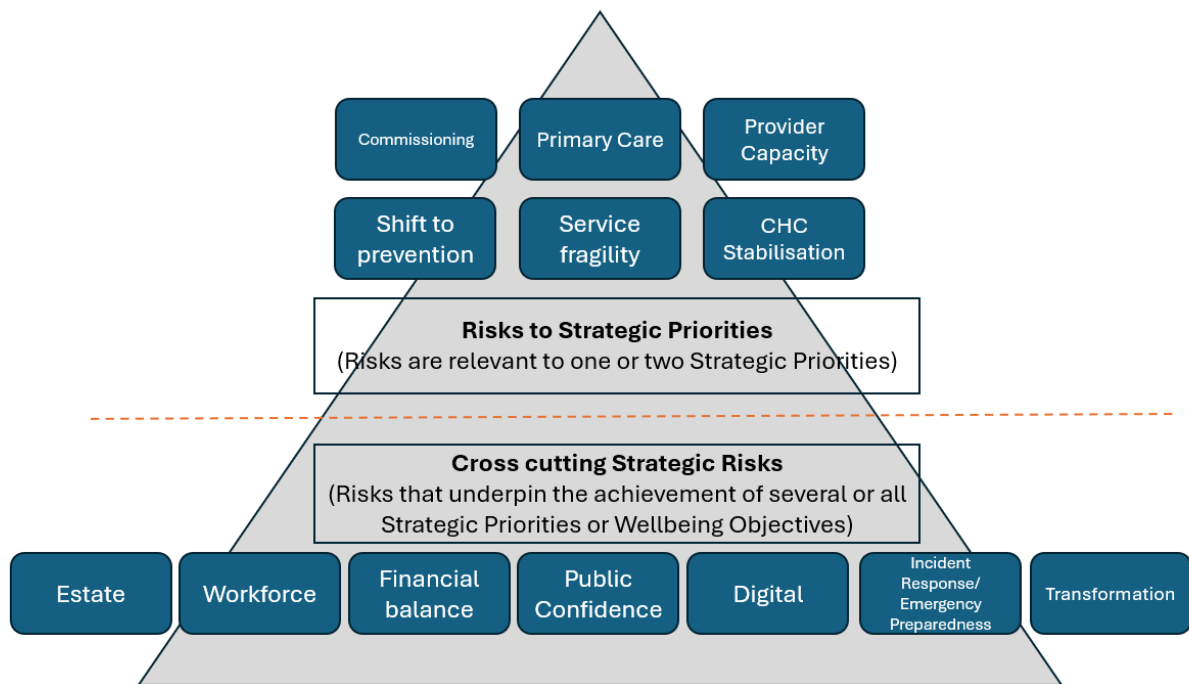 Commissioning
Primary Care
Provider
Capacity
Shift to
prevention
Service
fragility
CHC
Stabilisation
Risks to Strategic Priorities
(Risks are relevant to one or two Strategic Priorities)
Cross cutting Strategic Risks
(Risks that underpin the achievement of several or all
Strategic Priorities or Wellbeing Objectives)
Estate
Workforce
Financial
balance
Public
Confidence
Digital
Incident
Response/
Emergency
Preparedness
Transformation